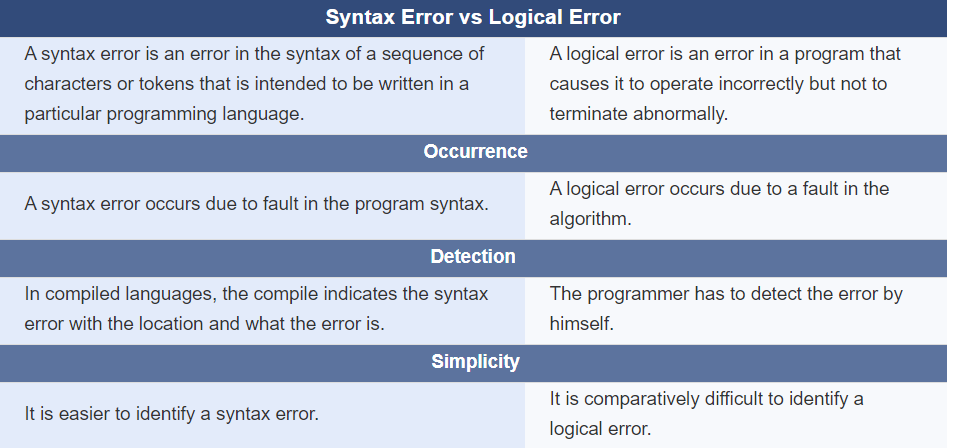 Syntax Error vs Logical Error
A syntax error is an error in the syntax of a sequence of
characters or tokens that is intended to be written in a
particular programming language.
A logical error is an error in a program that
causes it to operate incorrectly but not to
terminate abnormally.
Occurrence
A syntax error occurs due to fault in the program syntax.
A logical error occurs due to a fault in the
algorithm.
Detection
In compiled languages, the compile indicates the syntax
error with the location and what the error is.
The programmer has to detect the error by
himself.
Simplicity
It is easier to identify a syntax error.
It is comparatively difficult to identify a
logical error.